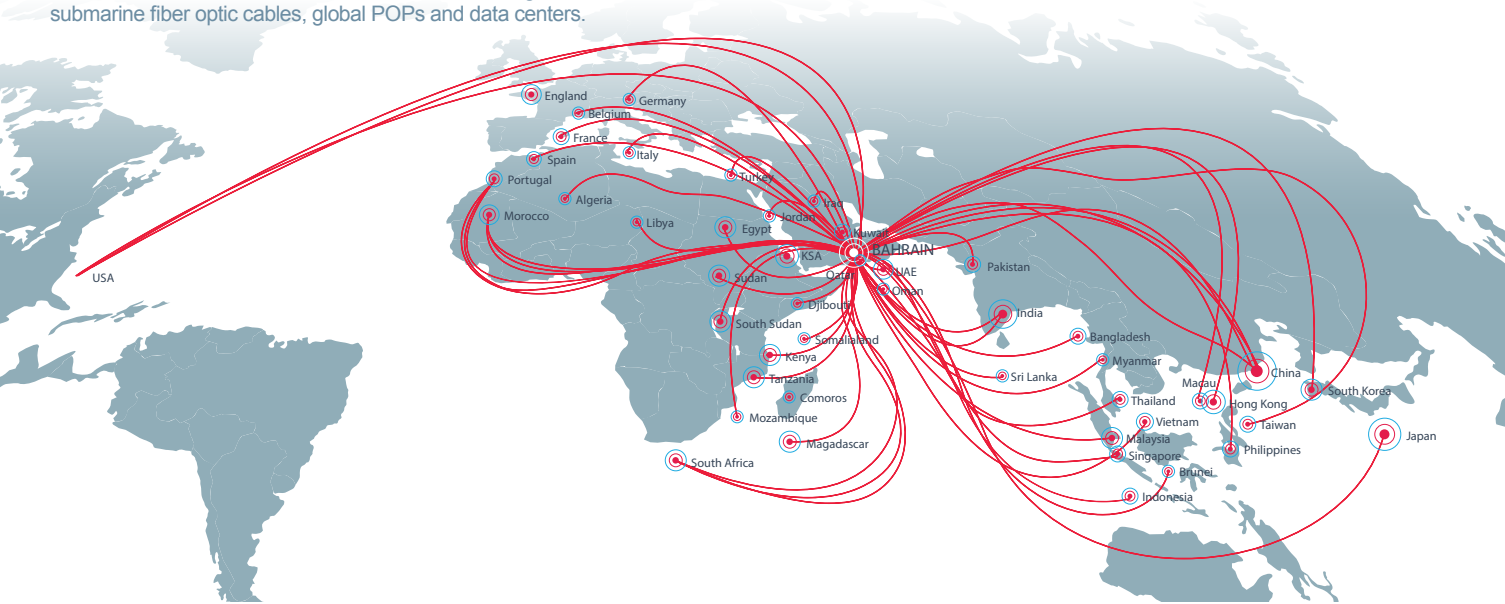 submarine fiber optic cables, global POPs and data centers.
England
Germany
Belgium
France
Italy
Spain
Turkey
Portugal
Algeria
Iraq
Morocco
Libya
Jordan
Egypt
Kuwait
BAHRAIN
KSA
Pakistan
USA
Sudan
Qatar
UAE
Oman
Djibouti
India
South Sudan
Somalialand
Bangladesh
Kenya
Myanmar
Tanzania
Sri Lanka
China
Macau
South Korea
Comoros
Thailand
Hong Kong
Mozambique
Vietnam
Taiwan
Magadascar
Malaysia
Japan
Singapore
Philippines
South Africa
Brunei
Indonesia